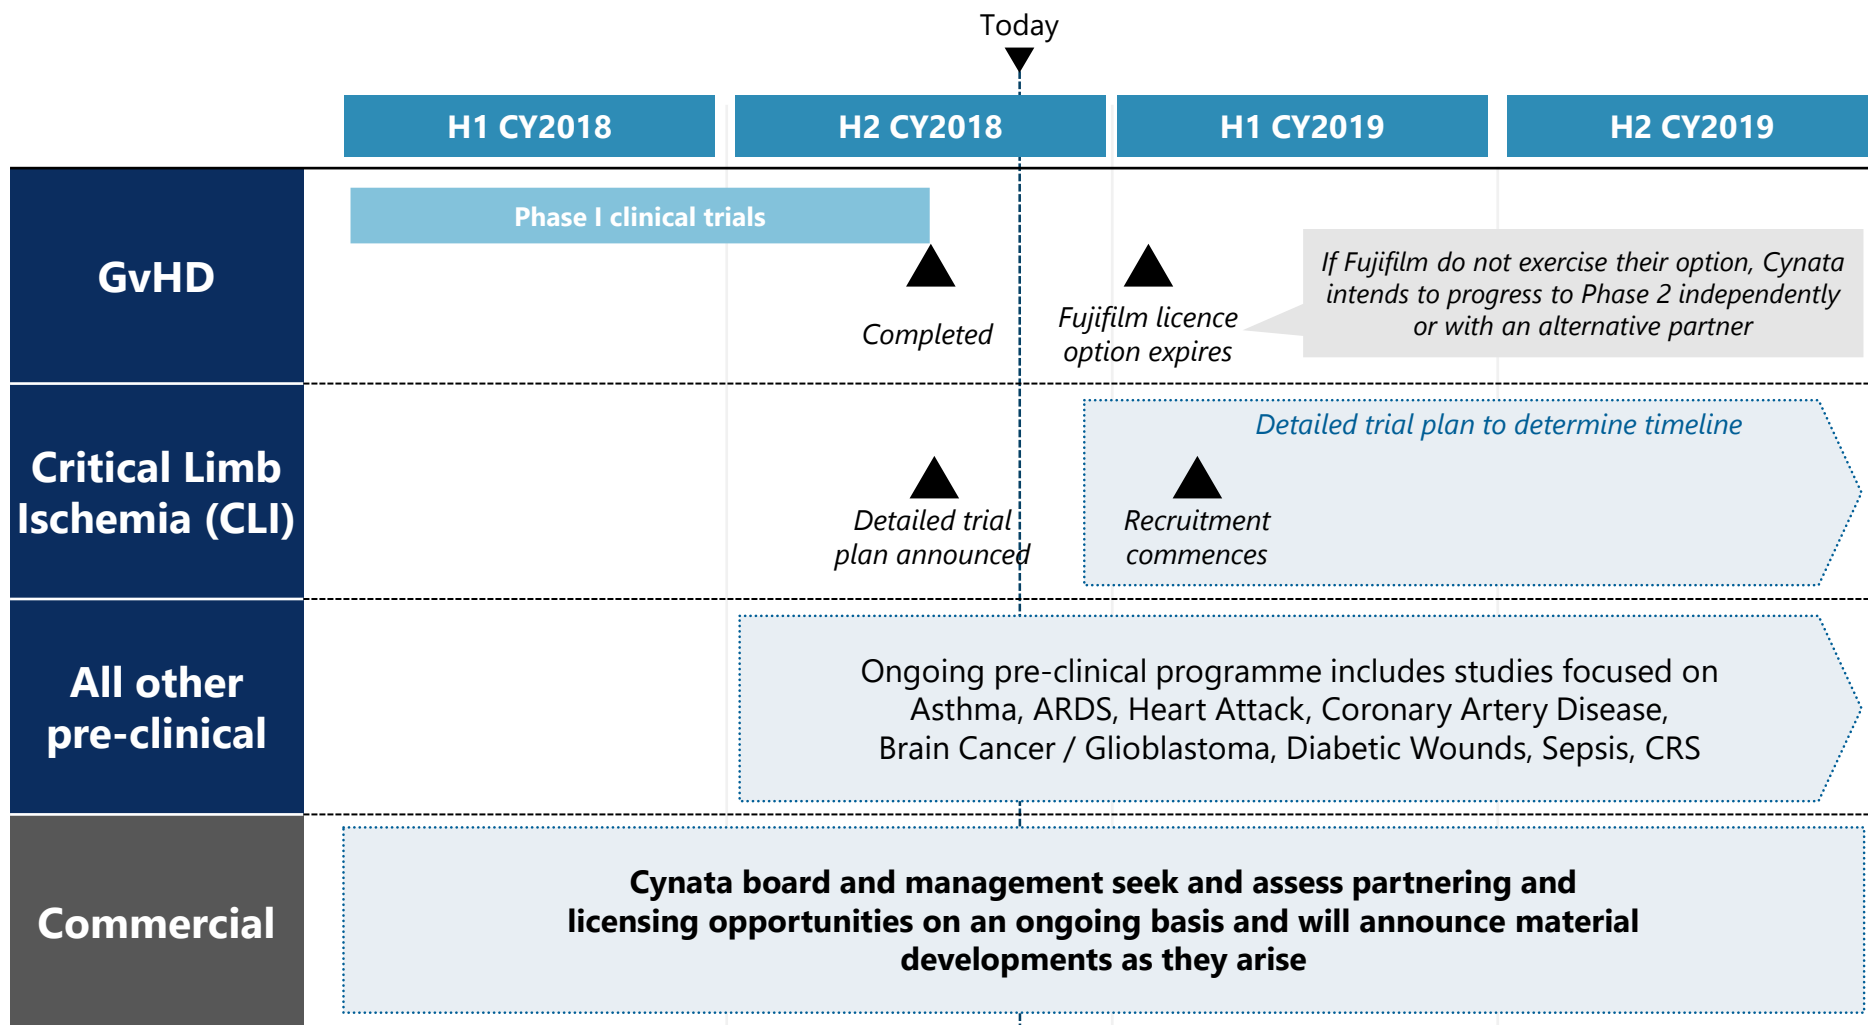 Today
H1 CY2018
H2 CY2018
H1 CY2019
H2 CY2019
GvHD
Phase I clinical trials
Completed
Fujifilm licence
option expires
If Fujifilm do not exercise their option, Cynata
intends to progress to Phase 2 independently
or with an alternative partner
Critical Limb
Ischemia (CLI)
Detailed trial plan to determine timeline
Detailed trial
plan announced
Recruitment
commences
All other
pre-clinical
Ongoing pre-clinical programme includes studies focused on
Asthma, ARDS, Heart Attack, Coronary Artery Disease,
Brain Cancer / Glioblastoma, Diabetic Wounds, Sepsis, CRS
Commercial
Cynata board and management seek and assess partnering and
licensing opportunities on an ongoing basis and will announce material
developments as they arise